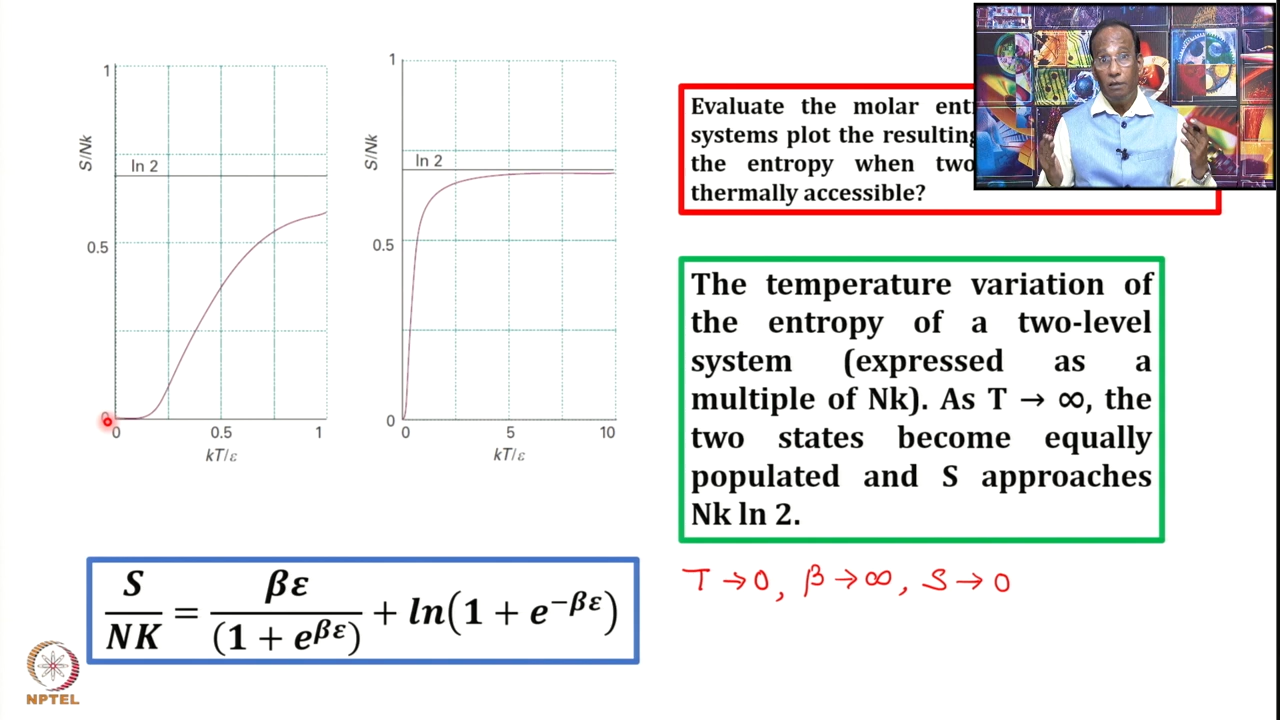 1
S/Nk
ln 2
0.5
0
0
0.5
1
kT/ε
1
S/Nk
ln 2
0.5
0
0
5
10
kT/ε
Evaluate the molar
systems plot the resulting
the entropy when two
thermally accessible?
The temperature variation of
the entropy of a two-level
system (expressed as a
multiple of Nk). As T → ∞, the
two states become equally
populated and S approaches
Nk ln 2.
T → 0, β → ∞, S → 0
S/NK = βε/(1 + e^βε) + ln(1 + e^−βε)
NPTEL